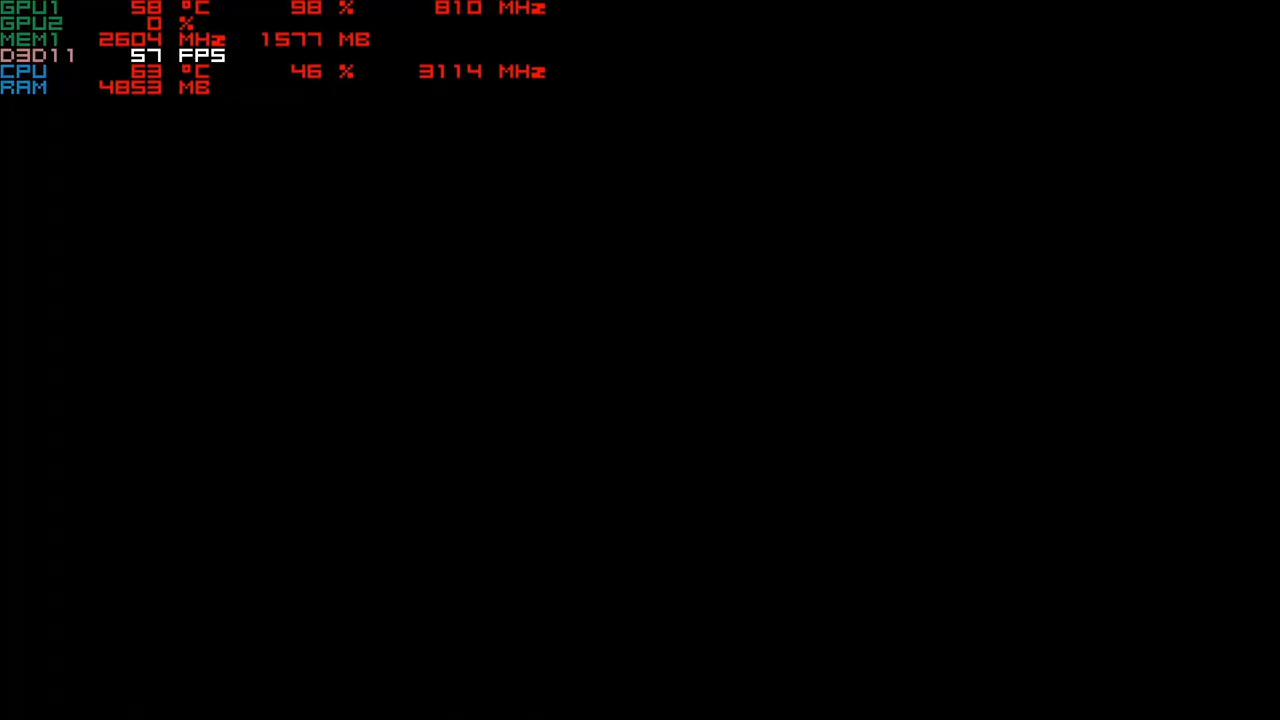 GPU1 58 °C 98 % 810 MHz
GPU2 0 %
MEM1 2604 MHz 1577 MB
D3D11 57 FPS
CPU 63 °C 46 % 3114 MHz
RAM 4853 MB